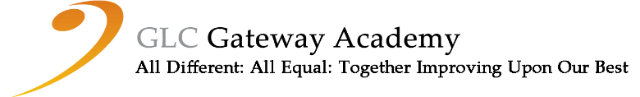 GLC Gateway Academy
All Different: All Equal: Together Improving Upon Our Best